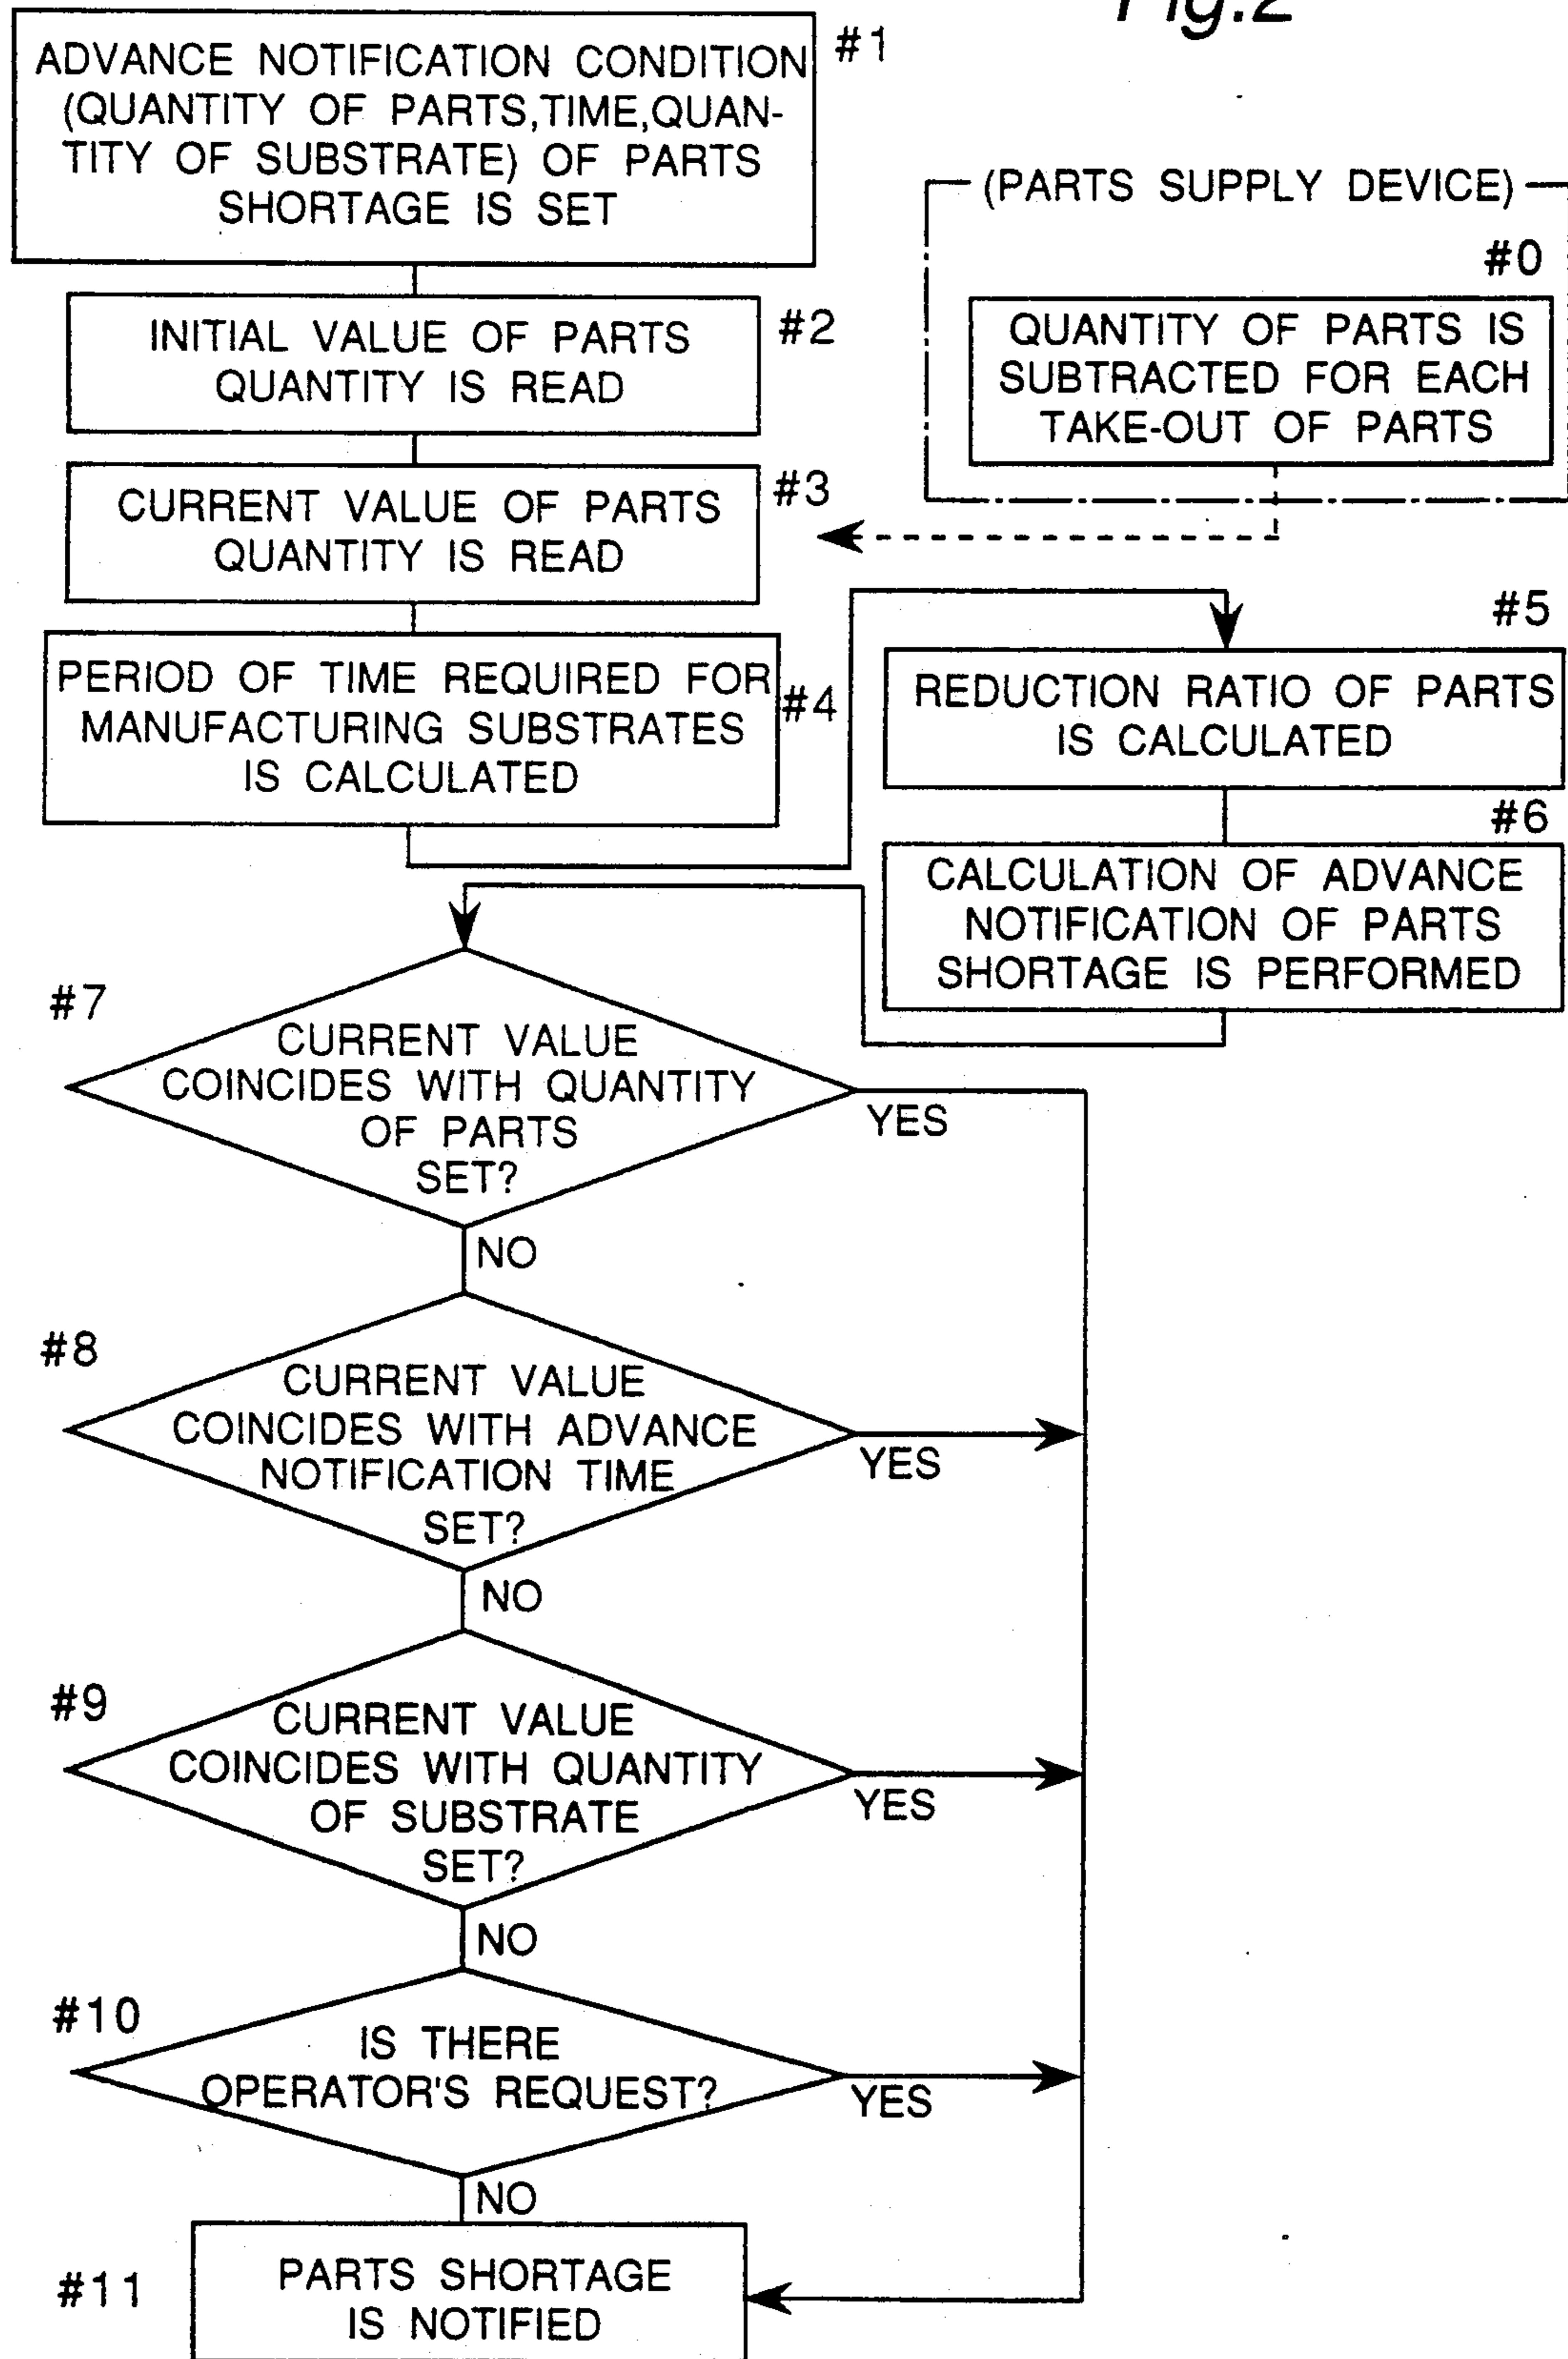 Fig.2
ADVANCE NOTIFICATION CONDITION
(QUANTITY OF PARTS,TIME,QUAN-
TITY OF SUBSTRATE) OF PARTS
SHORTAGE IS SET
#1
INITIAL VALUE OF PARTS
QUANTITY IS READ
#2
(PARTS SUPPLY DEVICE)
#0
QUANTITY OF PARTS IS
SUBTRACTED FOR EACH
TAKE-OUT OF PARTS
CURRENT VALUE OF PARTS
QUANTITY IS READ
#3
PERIOD OF TIME REQUIRED FOR
MANUFACTURING SUBSTRATES
IS CALCULATED
#4
#5
REDUCTION RATIO OF PARTS
IS CALCULATED
#6
CALCULATION OF ADVANCE
NOTIFICATION OF PARTS
SHORTAGE IS PERFORMED
#7
CURRENT VALUE
COINCIDES WITH QUANTITY
OF PARTS
SET?
YES
NO
#8
CURRENT VALUE
COINCIDES WITH ADVANCE
NOTIFICATION TIME
SET?
YES
NO
#9
CURRENT VALUE
COINCIDES WITH QUANTITY
OF SUBSTRATE
SET?
YES
NO
#10
IS THERE
OPERATOR'S REQUEST?
YES
NO
#11
PARTS SHORTAGE
IS NOTIFIED